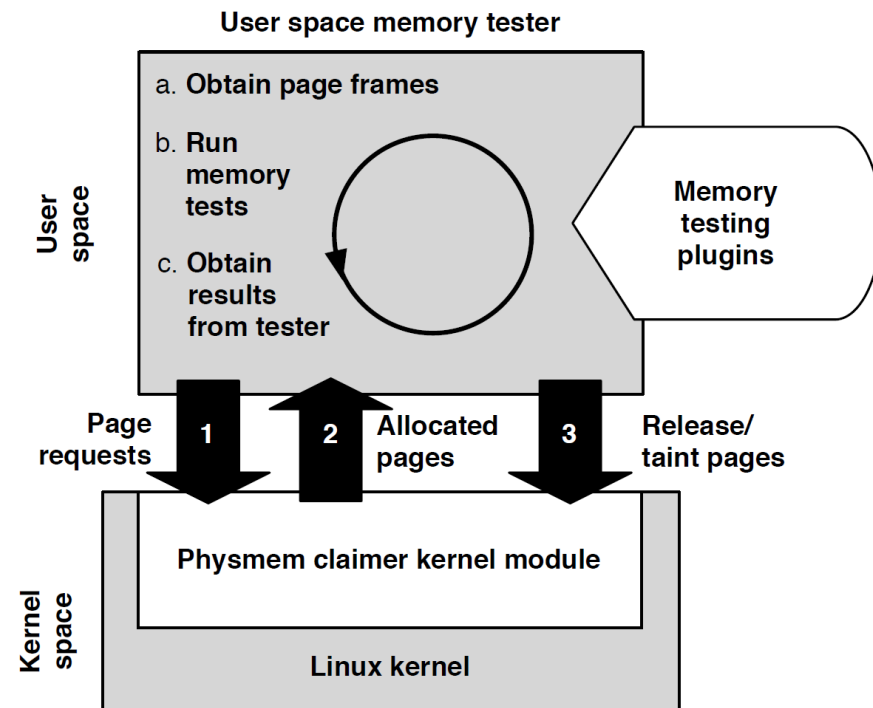 User space memory tester
a. Obtain page frames
b. Run
memory
tests
c. Obtain
results
from tester
User
space
Memory
testing
plugins
Page
requests
1
2
Allocated
pages
3
Release/
taint pages
Physmem claimer kernel module
Kernel
space
Linux kernel